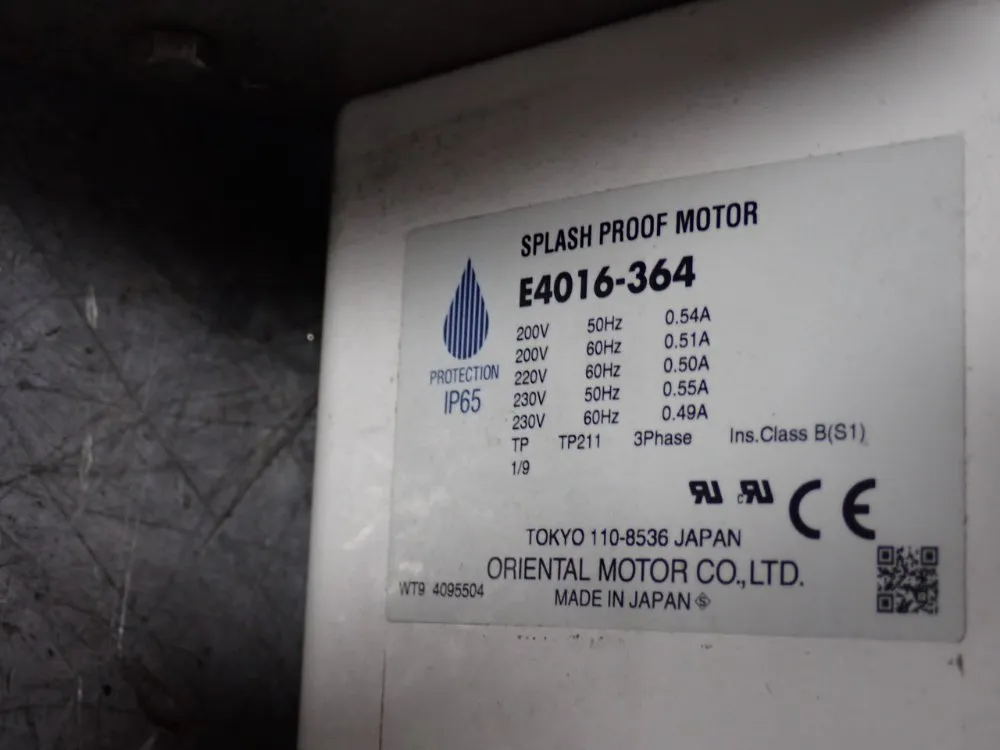 SPLASH PROOF MOTOR
E4016-364
200V 50Hz 0.54A
200V 60Hz 0.51A
220V 60Hz 0.50A
230V 50Hz 0.55A
230V 60Hz 0.49A
TP TP211 3Phase Ins.Class B(S1)
1/9
PROTECTION
IP65
TOKYO 110-8536 JAPAN
ORIENTAL MOTOR CO.,LTD.
WT9 4095504
MADE IN JAPAN